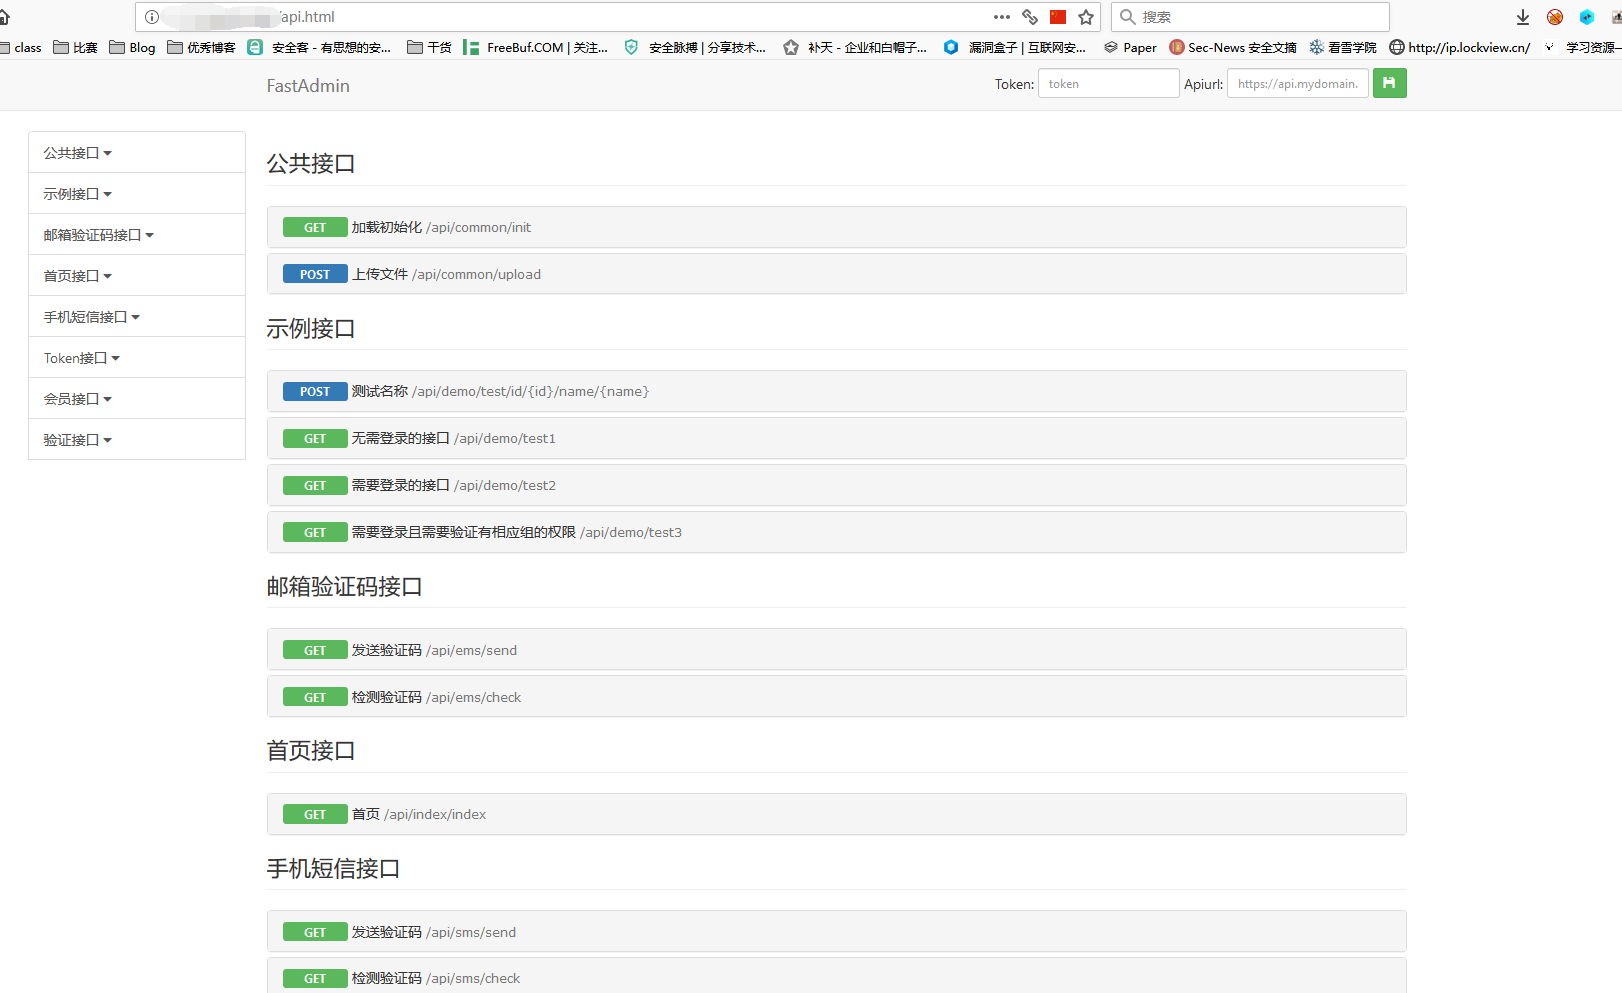 /api.html
搜索
class 比赛 Blog 优秀博客 安全客 - 有思想的安... 干货 FreeBuf.COM | 关注... 安全脉搏 | 分享技术... 补天 - 企业和白帽子... 漏洞盒子 | 互联网安... Paper Sec-News 安全文摘 看雪学院 http://ip.lockview.cn/ 学习资源—
FastAdmin Token: token Apiurl: https://api.mydomain.
公共接口
示例接口
邮箱验证码接口
首页接口
手机短信接口
Token接口
会员接口
验证接口
公共接口
GET 加载初始化 /api/common/init
POST 上传文件 /api/common/upload
示例接口
POST 测试名称 /api/demo/test/id/{id}/name/{name}
GET 无需登录的接口 /api/demo/test1
GET 需要登录的接口 /api/demo/test2
GET 需要登录且需要验证有相应组的权限 /api/demo/test3
邮箱验证码接口
GET 发送验证码 /api/ems/send
GET 检测验证码 /api/ems/check
首页接口
GET 首页 /api/index/index
手机短信接口
GET 发送验证码 /api/sms/send
GET 检测验证码 /api/sms/check